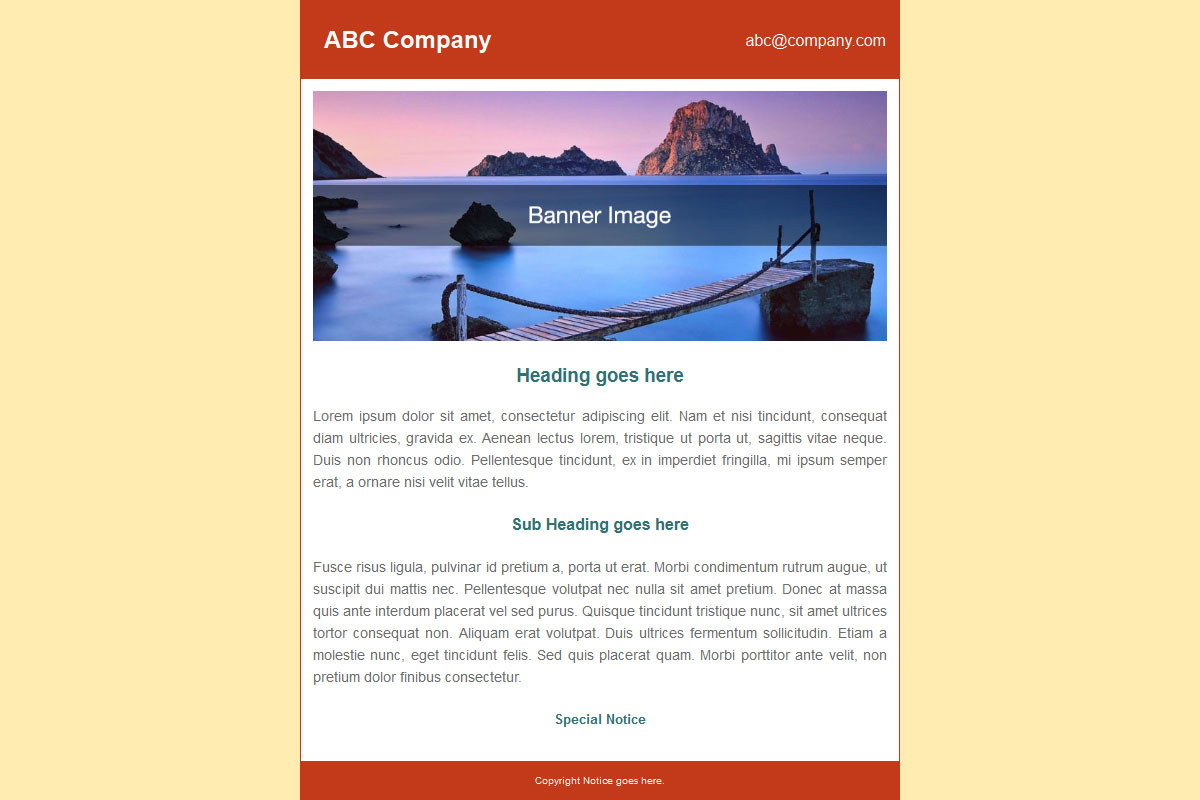 ABC Company
abc@company.com
Banner Image
Heading goes here
Lorem ipsum dolor sit amet, consectetur adipiscing elit. Nam et nisi tincidunt, consequat
diam ultricies, gravida ex. Aenean lectus lorem, tristique ut porta ut, sagittis vitae neque.
Duis non rhoncus odio. Pellentesque tincidunt, ex in imperdiet fringilla, mi ipsum semper
erat, a ornare nisi velit vitae tellus.
Sub Heading goes here
Fusce risus ligula, pulvinar id pretium a, porta ut erat. Morbi condimentum rutrum augue, ut
suscipit dui mattis nec. Pellentesque volutpat nec nulla sit amet pretium. Donec at massa
quis ante interdum placerat vel sed purus. Quisque tincidunt tristique nunc, sit amet ultrices
tortor consequat non. Aliquam erat volutpat. Duis ultrices fermentum sollicitudin. Etiam a
molestie nunc, eget tincidunt felis. Sed quis placerat quam. Morbi porttitor ante velit, non
pretium dolor finibus consectetur.
Special Notice
Copyright Notice goes here.